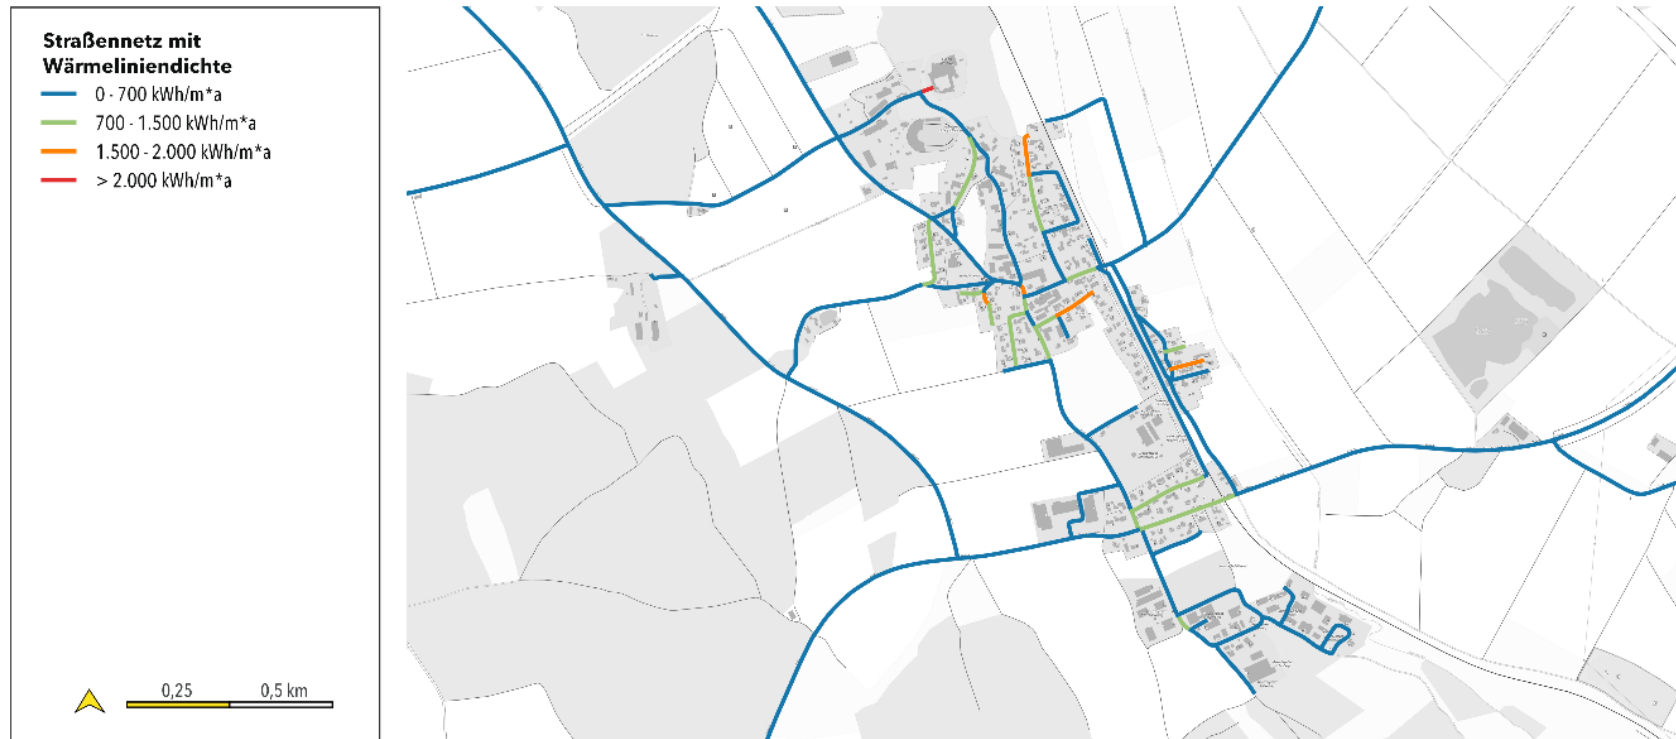 Straßennetz mit
Wärmeliniendichte
0 - 700 kWh/m*a
700 - 1.500 kWh/m*a
1.500 - 2.000 kWh/m*a
> 2.000 kWh/m*a
0,25 0,5 km